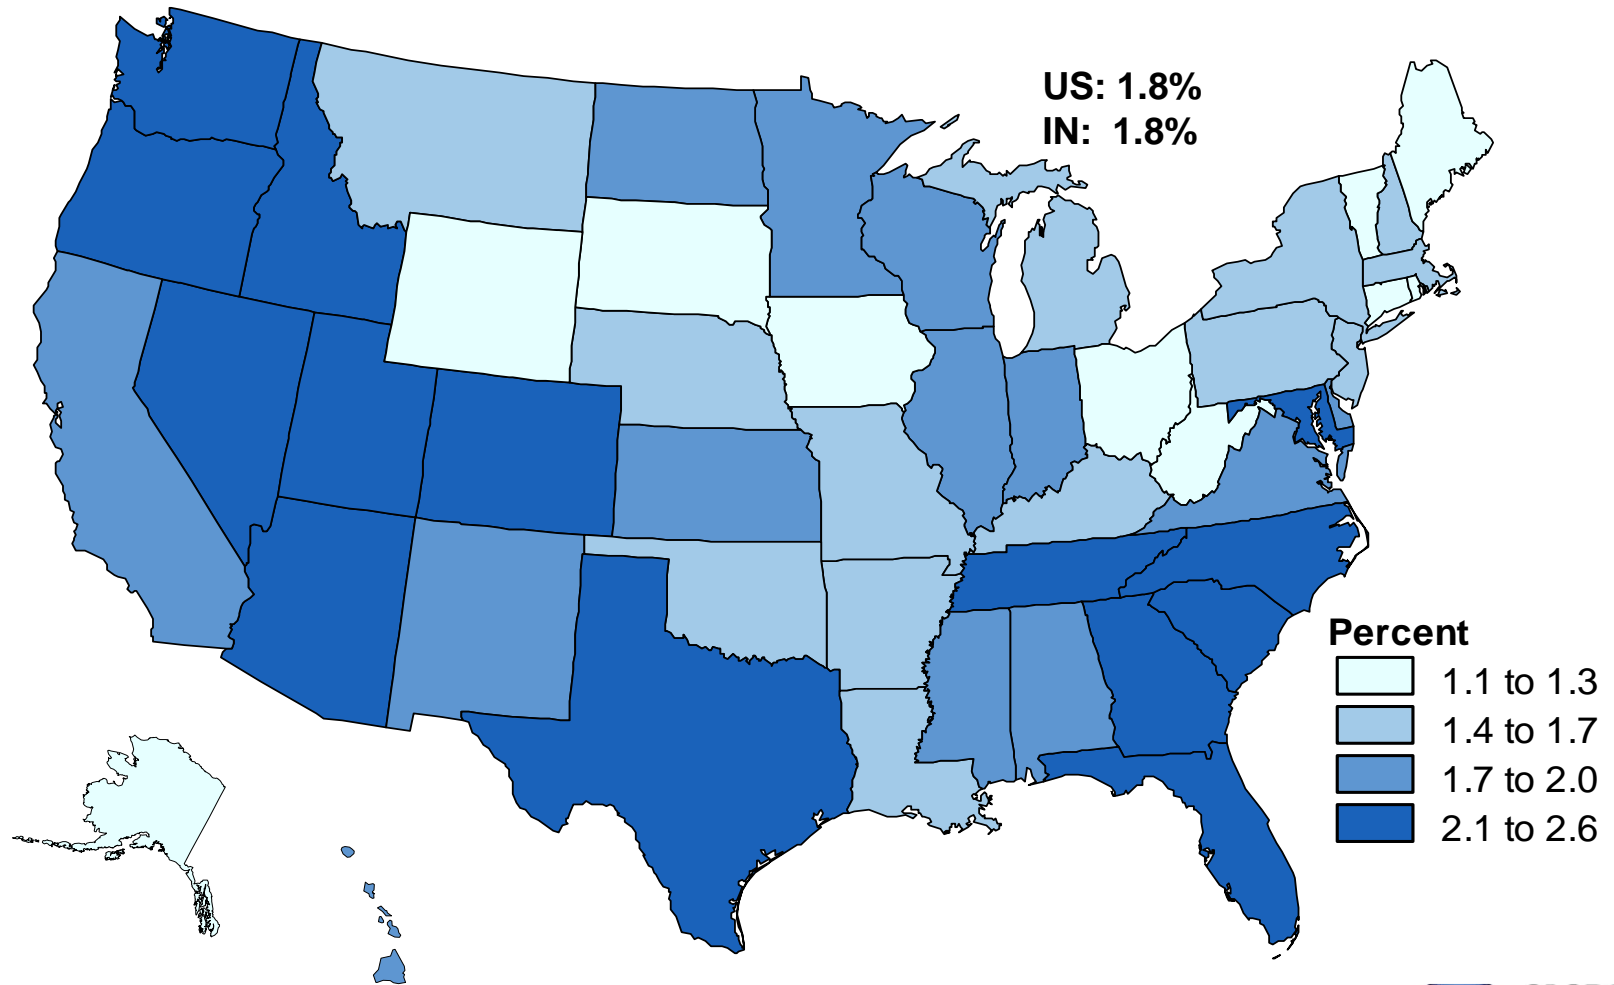 US: 1.8%
IN: 1.8%
Percent
1.1 to 1.3
1.4 to 1.7
1.7 to 2.0
2.1 to 2.6